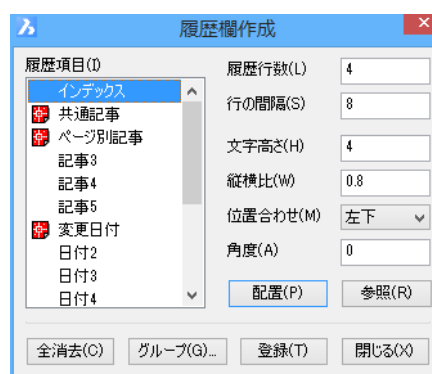 履歴欄作成
履歴項目(I)
インデックス
共通記事
ページ別記事
記事3
記事4
記事5
変更日付
日付2
日付3
日付4
履歴行数(L) 4
行の間隔(S) 8
文字高さ(H) 4
縦横比(W) 0.8
位置合わせ(M) 左下
角度(A) 0
配置(P) 参照(R)
全消去(C) グループ(G)... 登録(T) 閉じる(X)